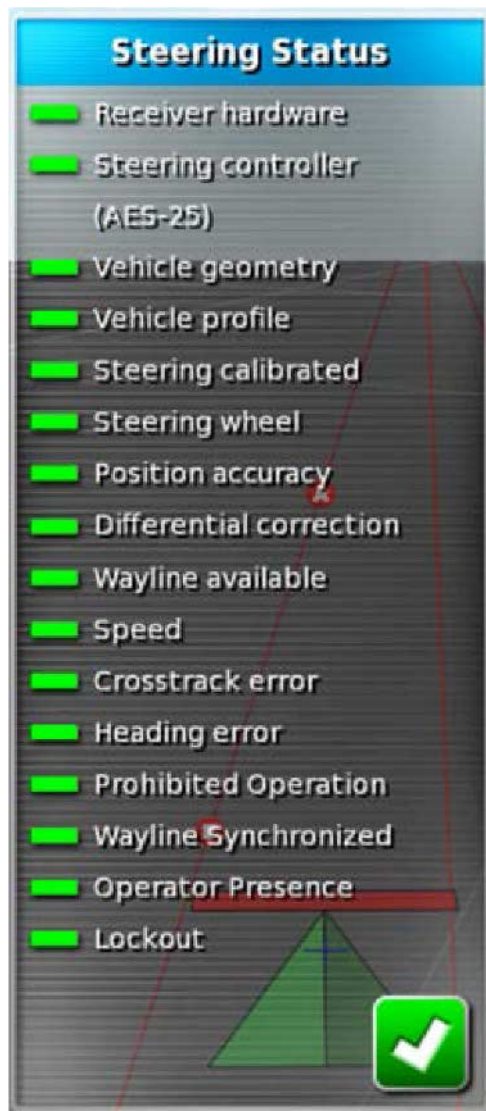 Steering Status
Receiver hardware
Steering controller
(AES-25)
Vehicle geometry
Vehicle profile
Steering calibrated
Steering wheel
Position accuracy
Differential correction
Wayline available
Speed
Crosstrack error
Heading error
Prohibited Operation
Wayline Synchronized
Operator Presence
Lockout